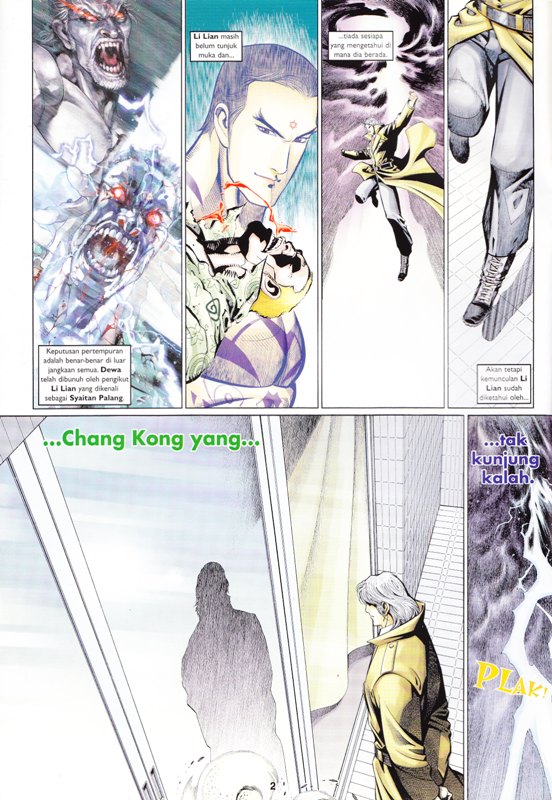 Keputusan pertempuran
adalah benar-benar di luar
jangkaan semua. Dewa
telah dibunuh oleh pengikut
Li Lian yang dikenali
sebagai Syaitan Palang.
Li Lian masih
belum tunjuk
muka dan...
...tiada sesiapa
yang mengetahui di
mana dia berada.
Akan tetapi
kemunculan Li
Lian sudah
diketahui oleh...
...Chang Kong yang...
...tak
kunjung
kalah.
PLAK!
2